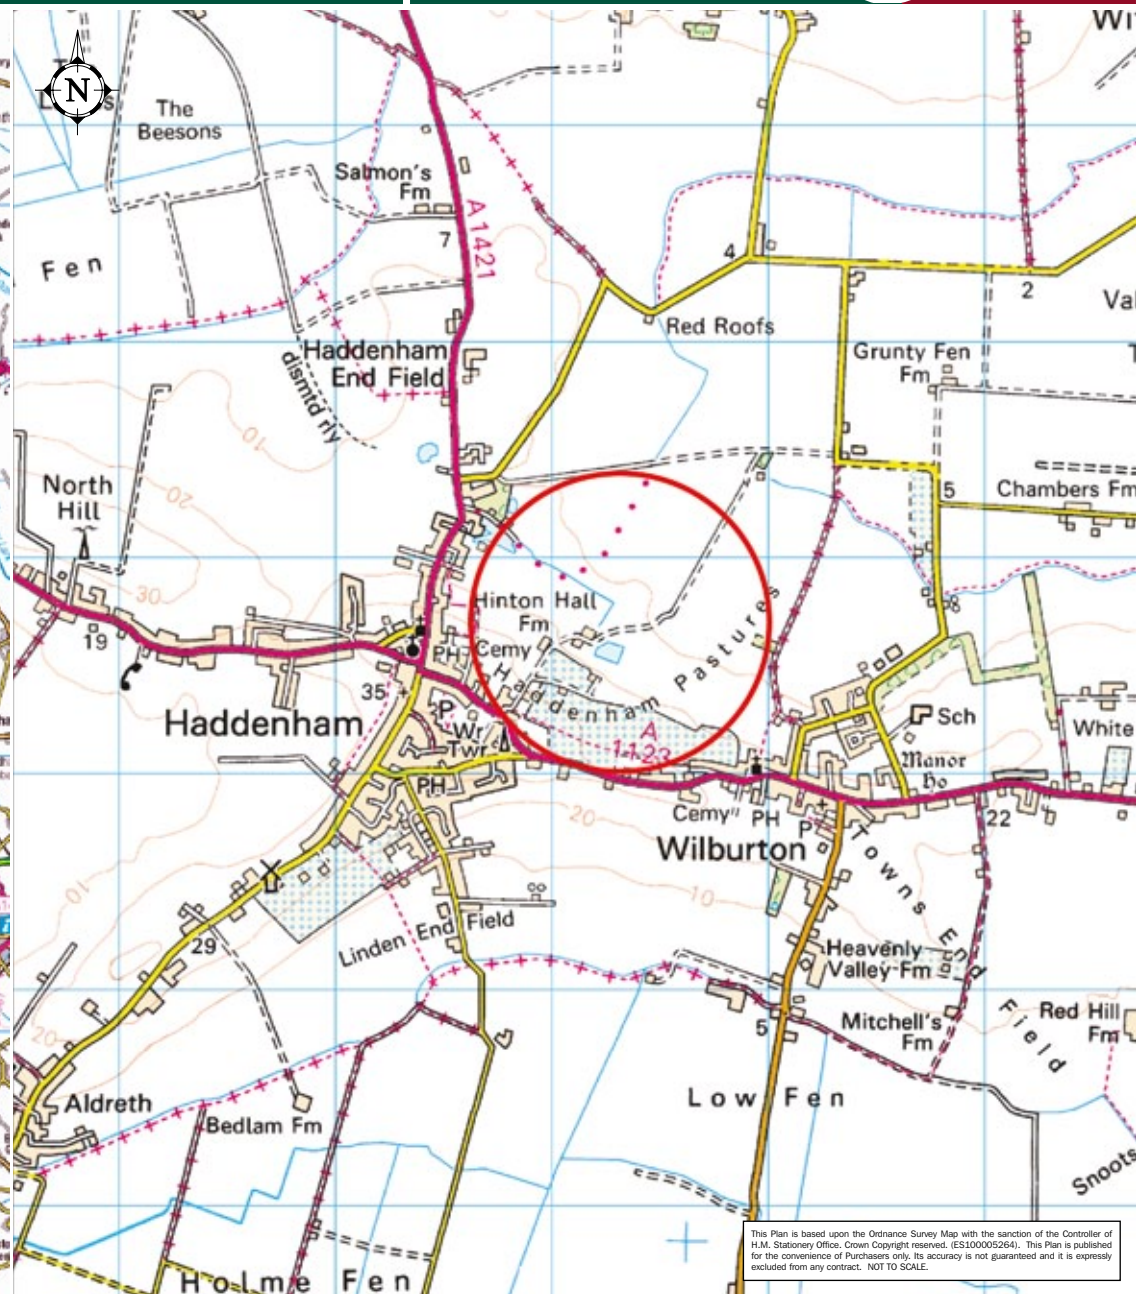 Wi
N
The
Beesons
Salmon's
Fm
A 1421
7
4
Fen
2
Val
Red Roofs
Haddenham
End Field
Grunty Fen
Fm
dismtd rly
10
20
North
Hill
5
Chambers Fm
30
Hinton Hall
Fm
19
PH
Cemy
Haddenham Pastures
35
P
Haddenham
Wr
Twr
A
1123
Sch
White
Manor
Ho
PH
Cemy
PH
P
22
20
Wilburton
10
10
Towns End Field
29
Linden End Field
Heavenly
Valley Fm
20
5
Mitchell's
Fm
Red Hill
Fm
Aldreth
Low Fen
Bedlam Fm
Snoots
Holme Fen
This Plan is based upon the Ordnance Survey Map with the sanction of the Controller of
H.M. Stationery Office. Crown Copyright reserved. (ES100005264). This Plan is published
for the convenience of Purchasers only. Its accuracy is not guaranteed and it is expressly
excluded from any contract. NOT TO SCALE.